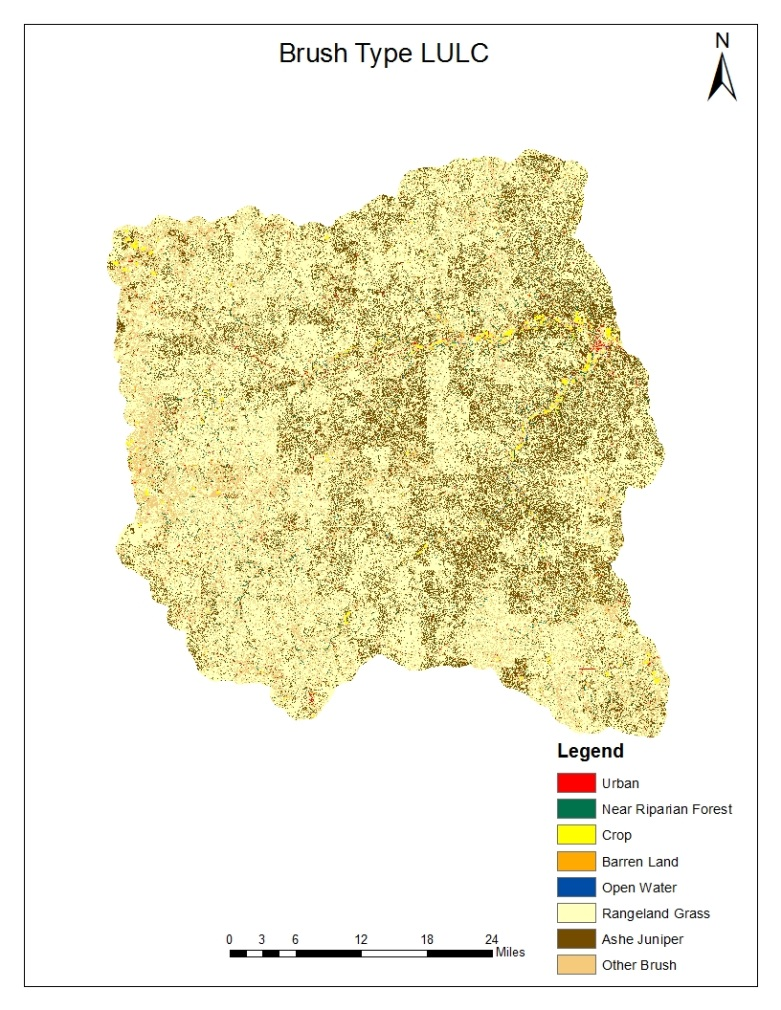 Brush Type LULC
N
Legend
Urban
Near Riparian Forest
Crop
Barren Land
Open Water
Rangeland Grass
Ashe Juniper
Other Brush
0 3 6 12 18 24
Miles